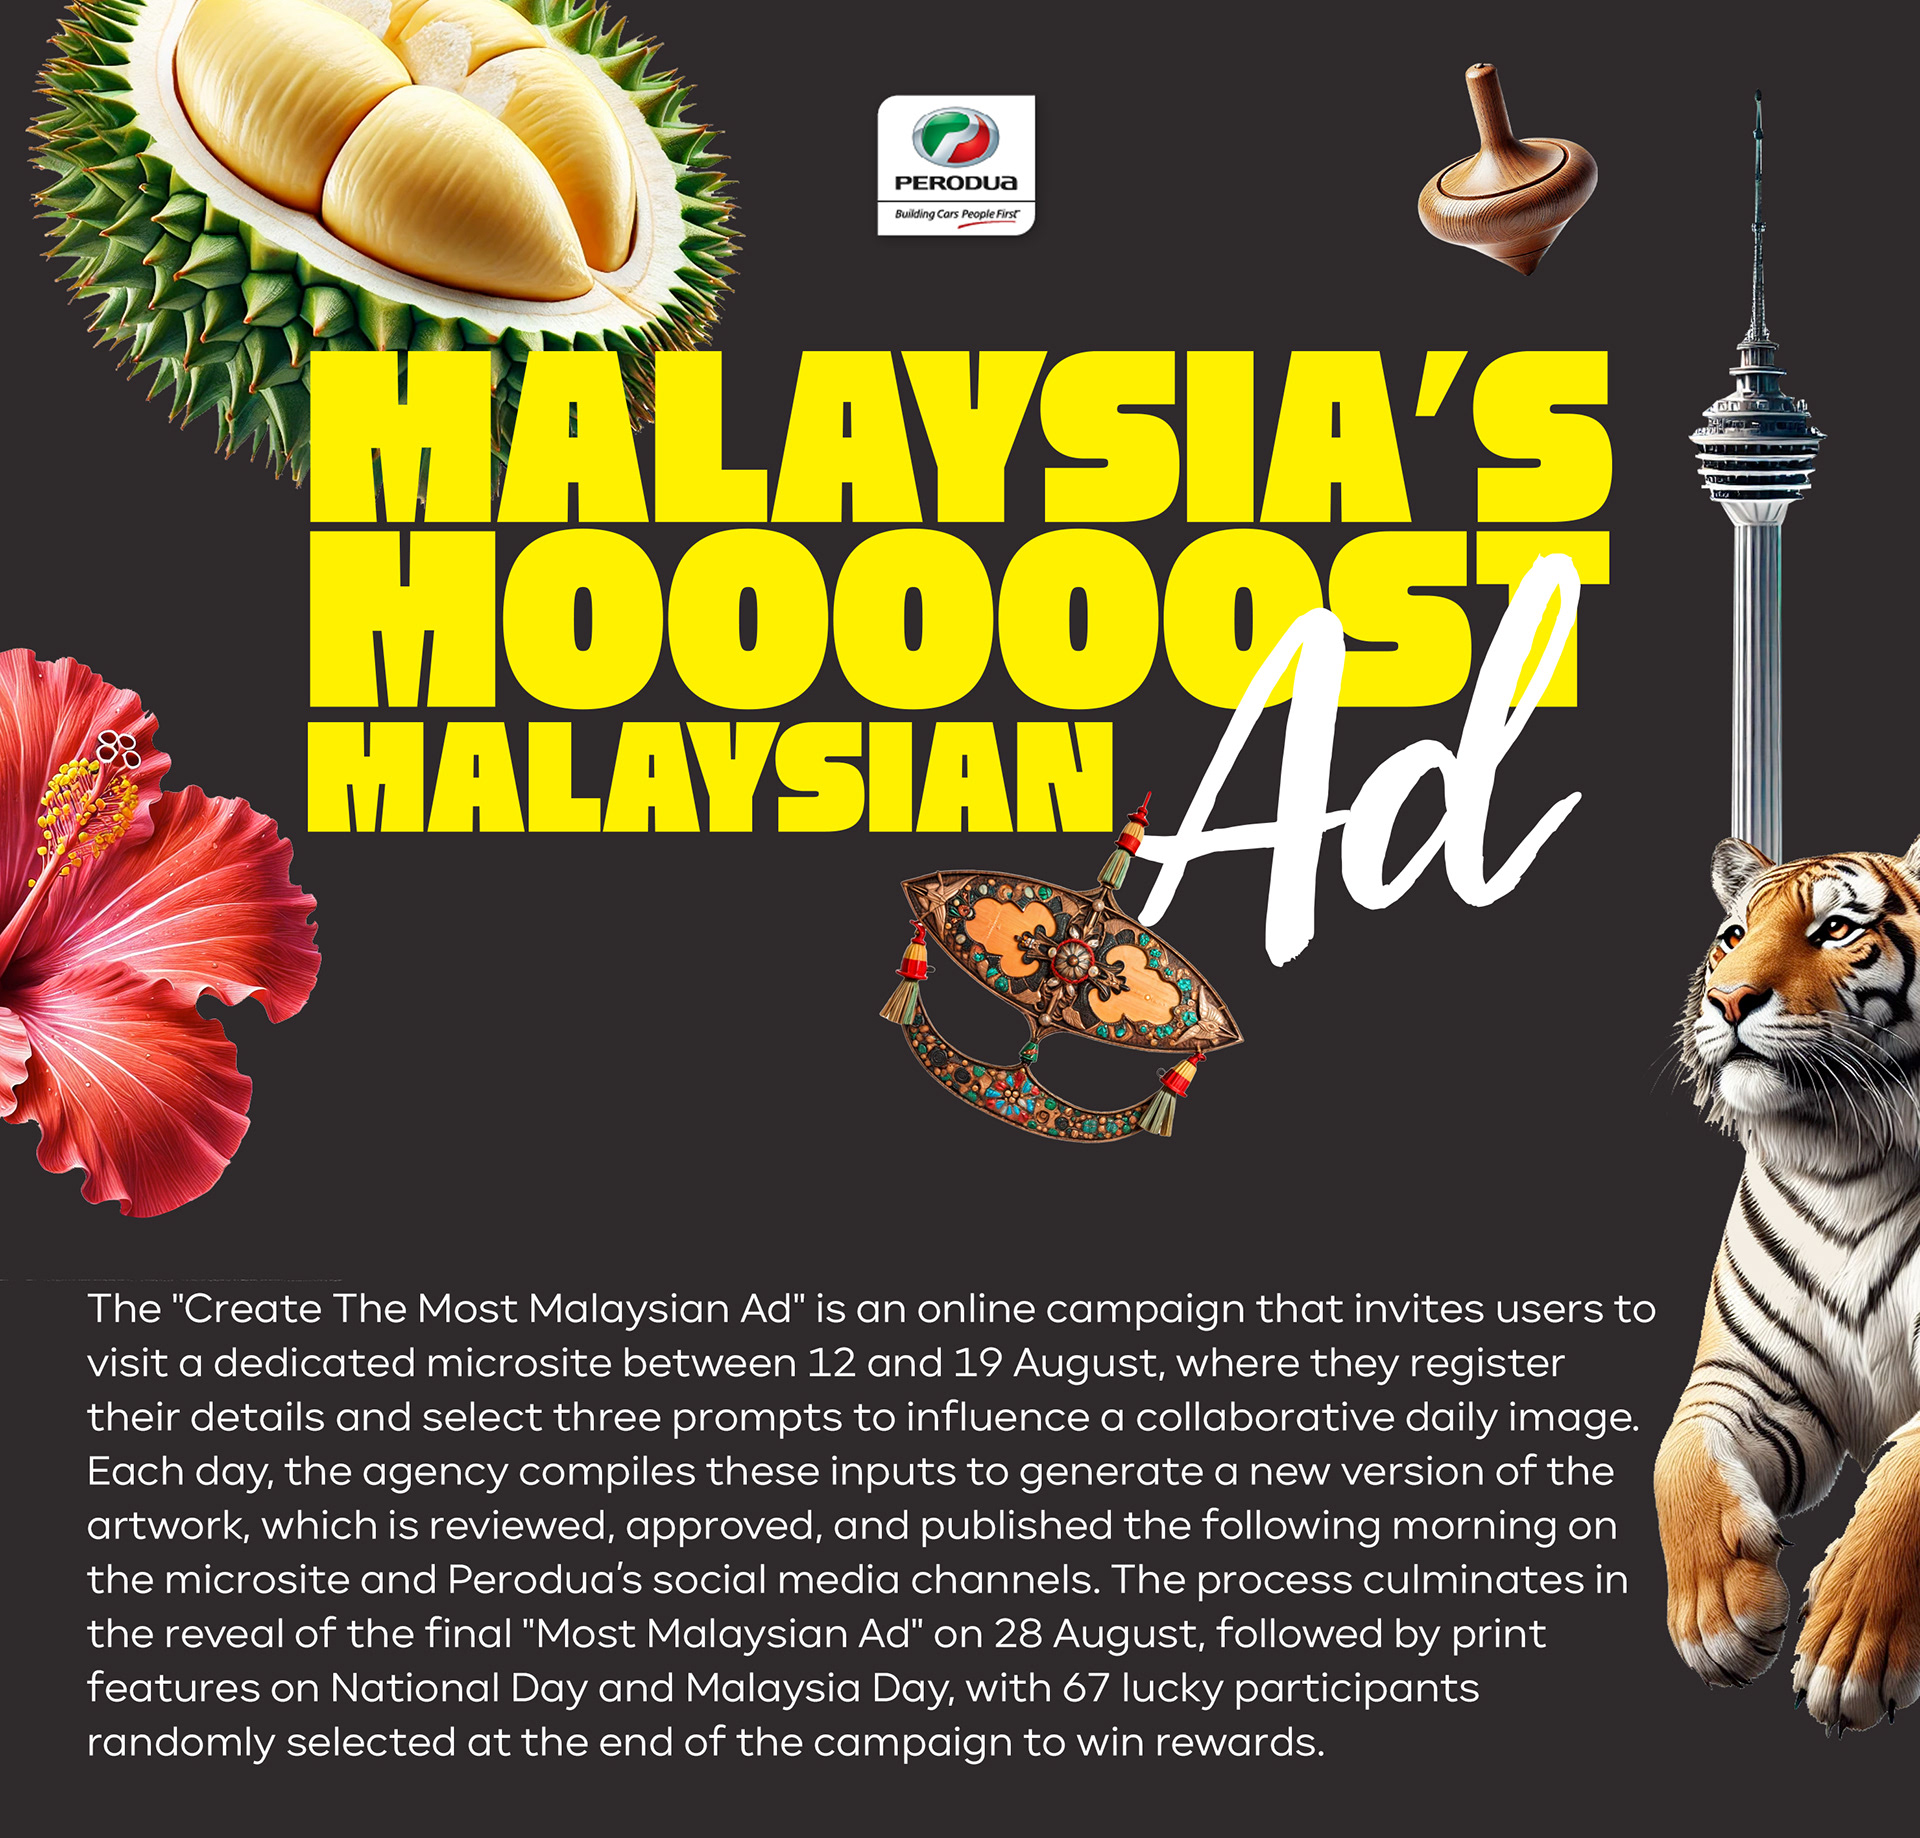 PERODUA
Building Cars People First
MALAYSIA'S
MOOOOOST
MALAYSIAN
Ad
The "Create The Most Malaysian Ad" is an online campaign that invites users to
visit a dedicated microsite between 12 and 19 August, where they register
their details and select three prompts to influence a collaborative daily image.
Each day, the agency compiles these inputs to generate a new version of the
artwork, which is reviewed, approved, and published the following morning on
the microsite and Perodua's social media channels. The process culminates in
the reveal of the final "Most Malaysian Ad" on 28 August, followed by print
features on National Day and Malaysia Day, with 67 lucky participants
randomly selected at the end of the campaign to win rewards.